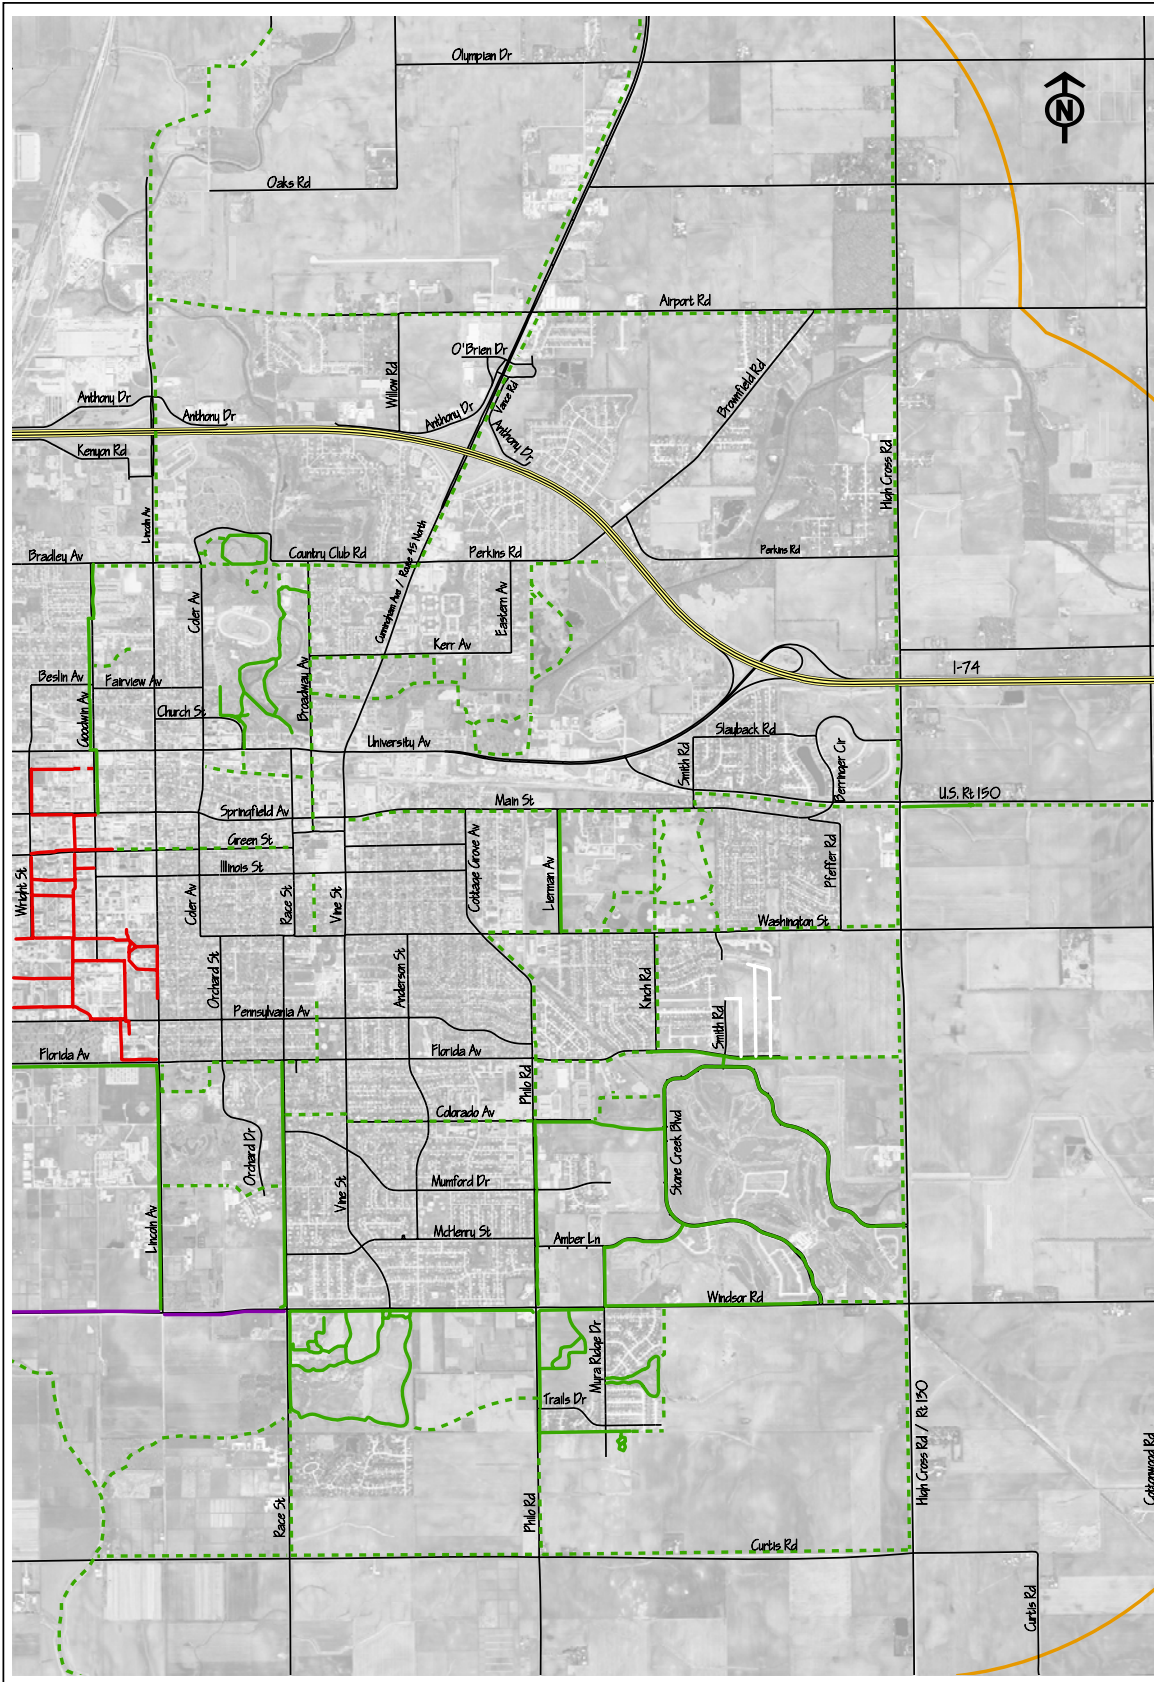 Olympian Dr
N
Oaks Rd
Airport Rd
O'Brien Dr
Willow Rd
Vance Rd
Brownfield Rd
Anthony Dr
Anthony Dr
Anthony Dr
Anthony Dr
Kenyon Rd
High Cross Rd
Lincoln Av
Cunningham Ave / Route 45 North
Bradley Av
Country Club Rd
Perkins Rd
Perkins Rd
Coler Av
Eastern Av
Kerr Av
Beslin Av
Fairview Av
Goodwin Av
Broadway Av
I-74
Church St
University Av
Slayback Rd
Smith Rd
Berringer Cir
U.S. Rt 150
Main St
Springfield Av
Green St
Illinois St
Wright St
Coler Av
Race St
Vine St
Cottage Grove Av
Lierman Av
Pfeffer Rd
Washington St
Orchard St
Anderson St
Kinch Rd
Smith Rd
Pennsylvania Av
Florida Av
Florida Av
Philo Rd
Colorado Av
Orchard Dr
Stone Creek Blvd
Vine St
Mumford Dr
Lincoln Av
McHenry St
Amber Ln
Windsor Rd
Myra Ridge Dr
Trails Dr
High Cross Rd / Rt 130
Cottonwood Rd
Race St
Philo Rd
Curtis Rd
Curtis Rd